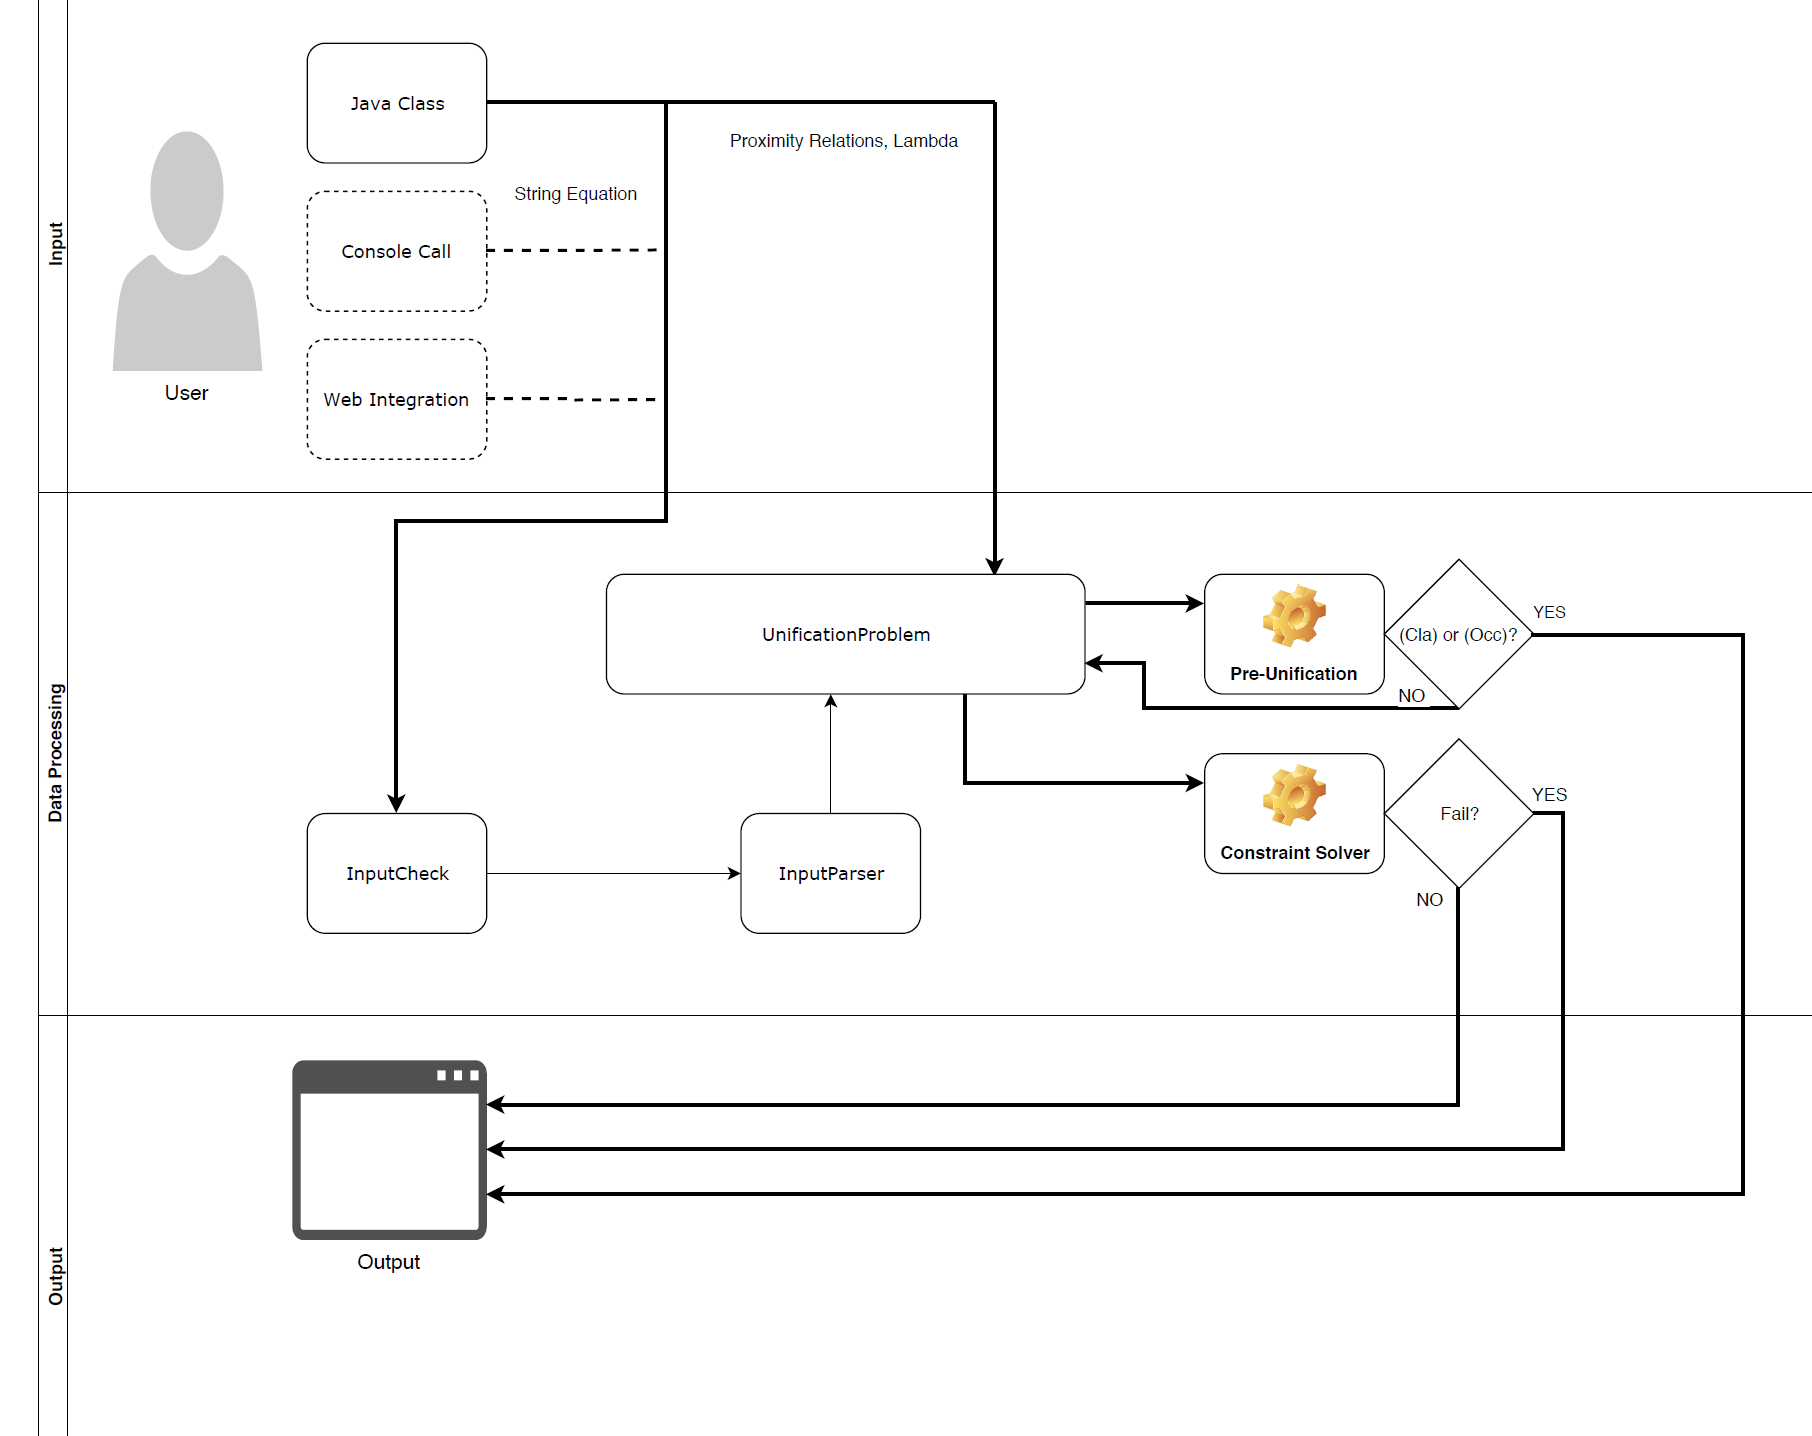 Input
Java Class
Proximity Relations, Lambda
String Equation
Console Call
Web Integration
User
Data Processing
UnificationProblem
Pre-Unification
(Cla) or (Occ)?
YES
NO
Constraint Solver
Fail?
YES
NO
InputCheck
InputParser
Output
Output